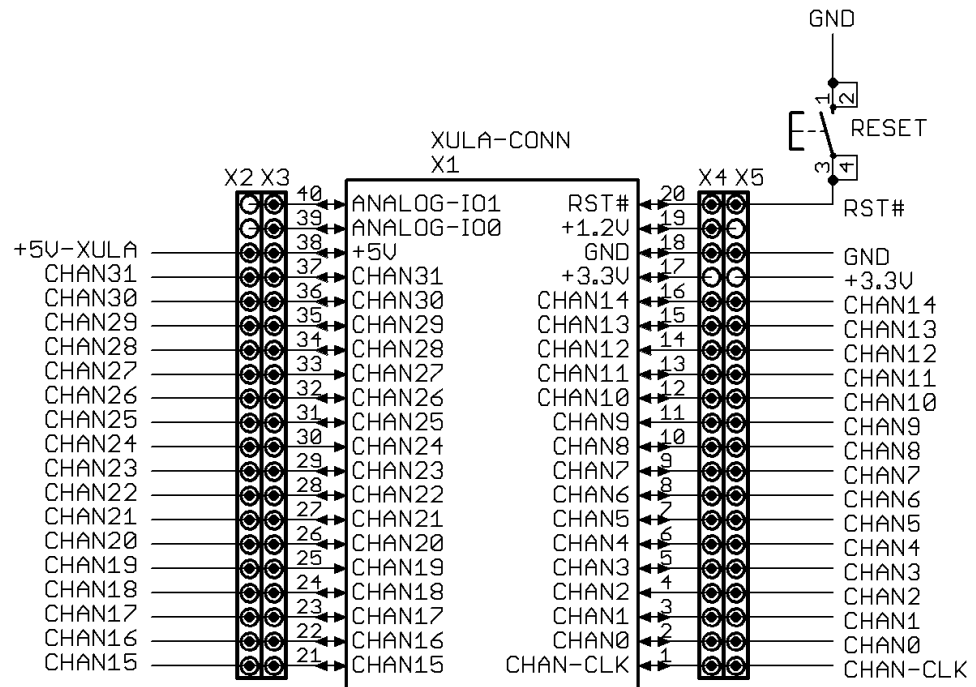 GND
1 2
RESET
3 4
XULA-CONN
X1
X2 X3
X4 X5
40 ANALOG-IO1 RST# 20 RST#
39 ANALOG-IO0 +1.2V 19
+5V-XULA 38 +5V GND 18 GND
CHAN31 37 CHAN31 +3.3V 17 +3.3V
CHAN30 36 CHAN30 CHAN14 16 CHAN14
CHAN29 35 CHAN29 CHAN13 15 CHAN13
CHAN28 34 CHAN28 CHAN12 14 CHAN12
CHAN27 33 CHAN27 CHAN11 13 CHAN11
CHAN26 32 CHAN26 CHAN10 12 CHAN10
CHAN25 31 CHAN25 CHAN9 11 CHAN9
CHAN24 30 CHAN24 CHAN8 10 CHAN8
CHAN23 29 CHAN23 CHAN7 9 CHAN7
CHAN22 28 CHAN22 CHAN6 8 CHAN6
CHAN21 27 CHAN21 CHAN5 7 CHAN5
CHAN20 26 CHAN20 CHAN4 6 CHAN4
CHAN19 25 CHAN19 CHAN3 5 CHAN3
CHAN18 24 CHAN18 CHAN2 4 CHAN2
CHAN17 23 CHAN17 CHAN1 3 CHAN1
CHAN16 22 CHAN16 CHAN0 2 CHAN0
CHAN15 21 CHAN15 CHAN-CLK 1 CHAN-CLK